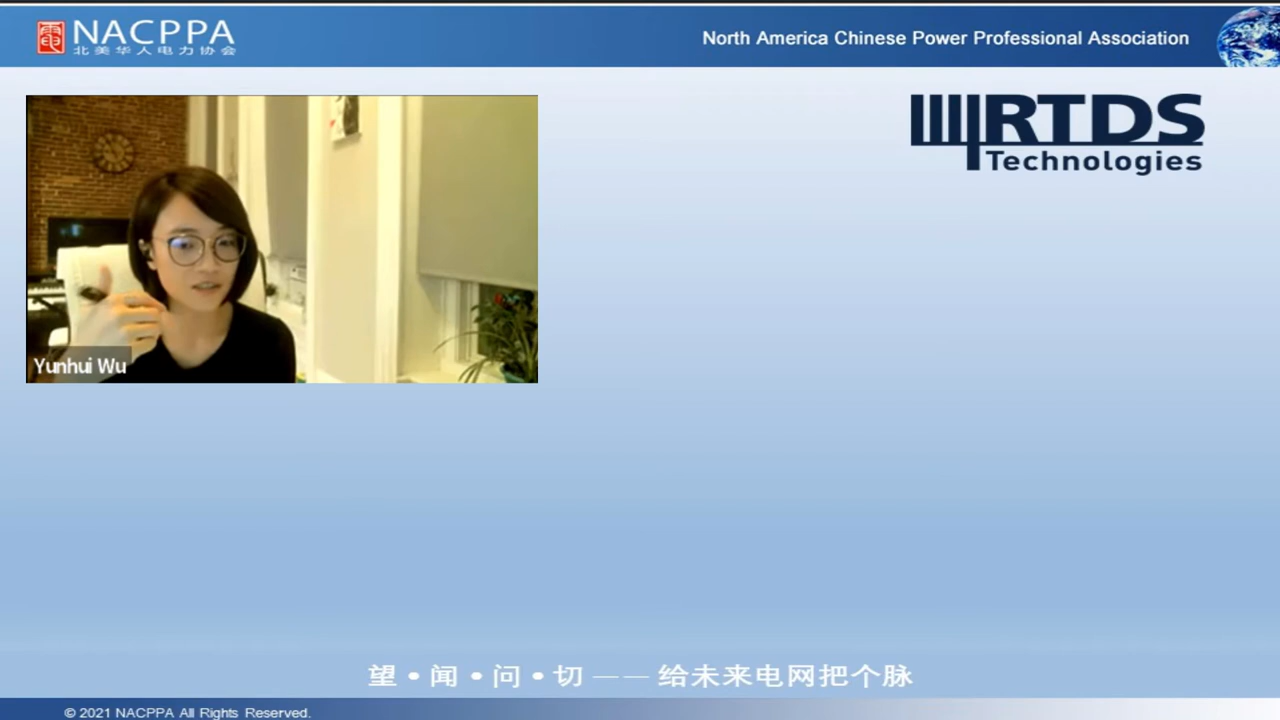 NACPPA
北美华人电力协会
North America Chinese Power Professional Association
RTDS
Technologies
Yunhui Wu
望 • 闻 • 问 • 切 —— 给未来电网把个脉
© 2021 NACPPA All Rights Reserved.